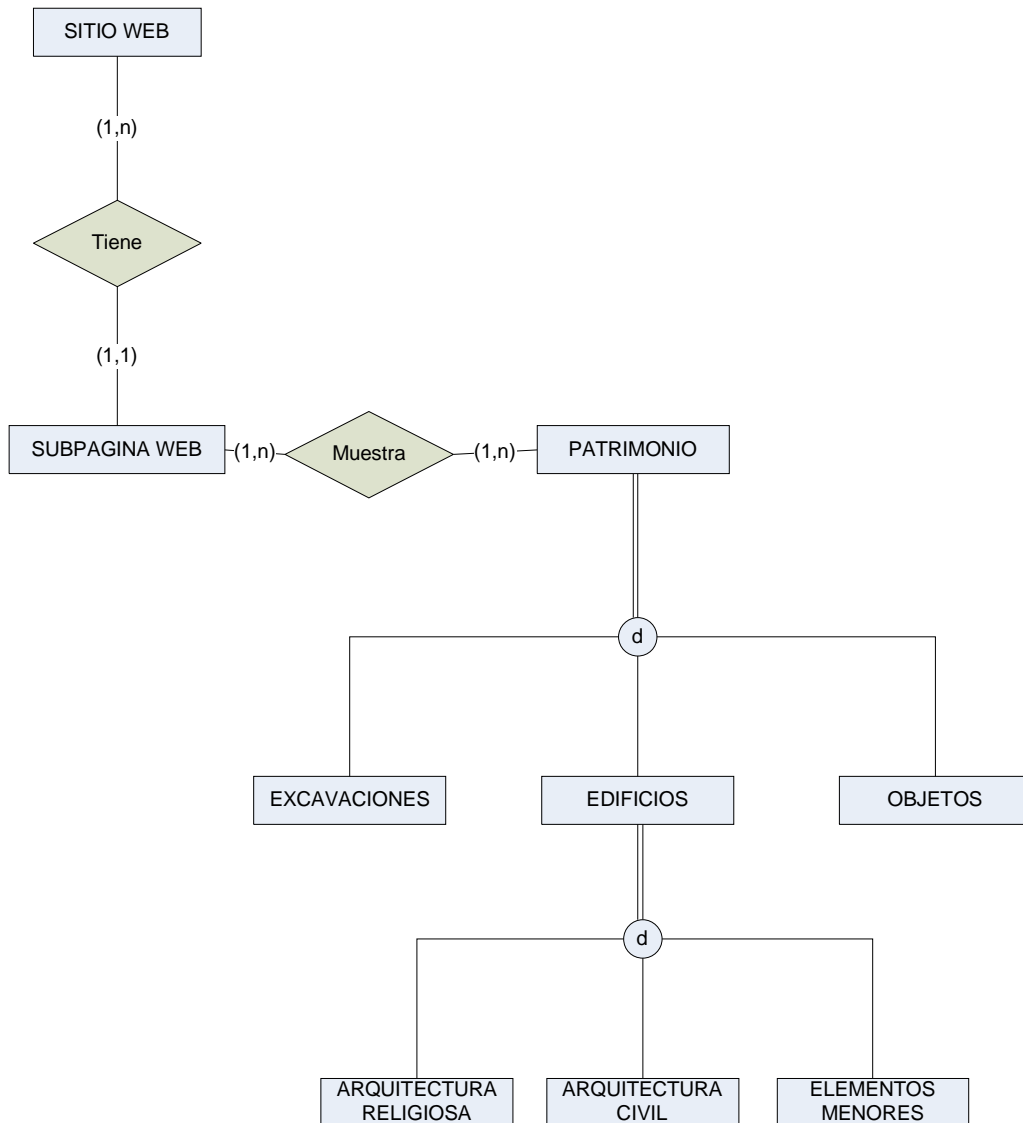 SITIO WEB
(1,n)
Tiene
(1,1)
SUBPAGINA WEB
(1,n)
Muestra
(1,n)
PATRIMONIO
d
EXCAVACIONES
EDIFICIOS
OBJETOS
d
ARQUITECTURA
RELIGIOSA
ARQUITECTURA
CIVIL
ELEMENTOS
MENORES